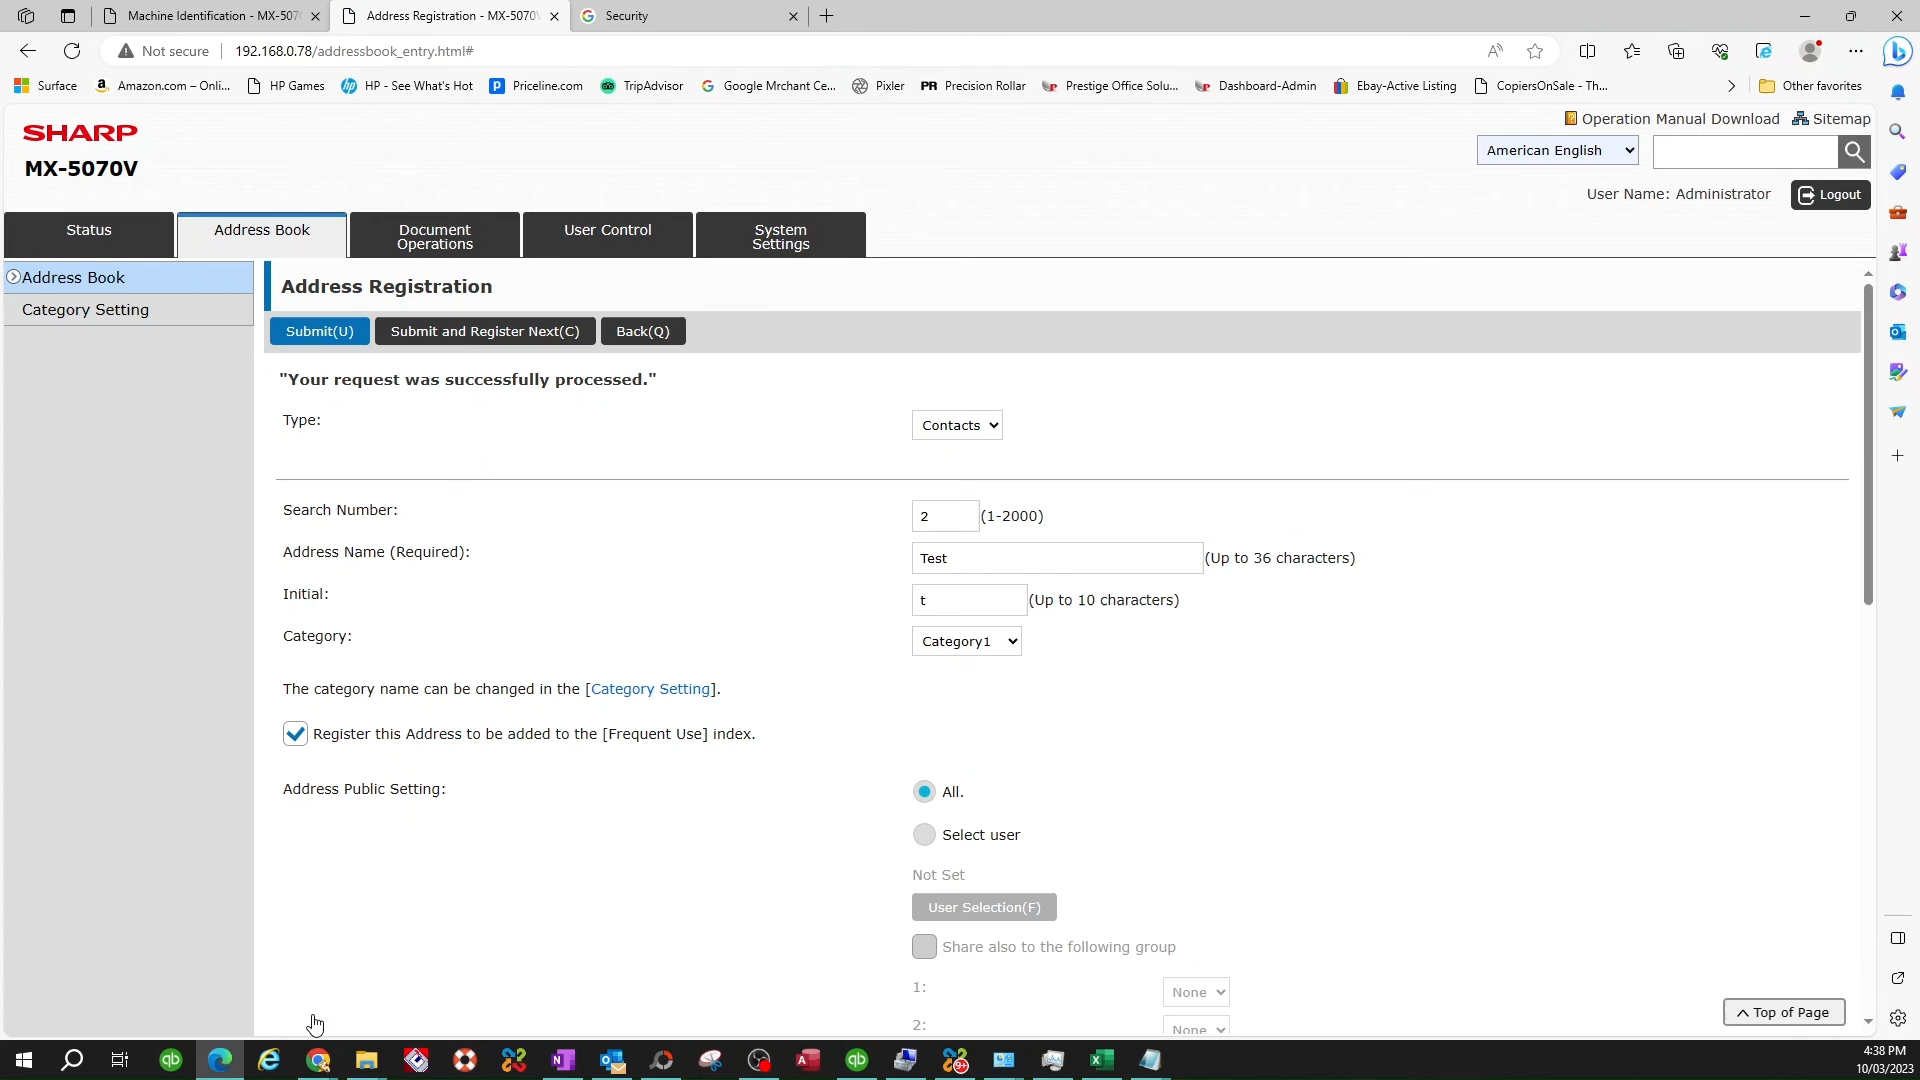 Machine Identification - MX-507
Address Registration - MX-5070V
Security
Not secure
192.168.0.78/addressbook_entry.html#
Surface
Amazon.com – Onli...
HP Games
HP - See What's Hot
Priceline.com
TripAdvisor
Google Mrchant Ce...
Pixler
PR Precision Rollar
Prestige Office Solu...
Dashboard-Admin
Ebay-Active Listing
CopiersOnSale - Th...
Other favorites
SHARP
MX-5070V
Operation Manual Download
Sitemap
American English
User Name: Administrator
Logout
Status
Address Book
Document
Operations
User Control
System
Settings
Address Book
Category Setting
Address Registration
Submit(U)
Submit and Register Next(C)
Back(Q)
"Your request was successfully processed."
Type:
Contacts
Search Number:
2 (1-2000)
Address Name (Required):
Test (Up to 36 characters)
Initial:
t (Up to 10 characters)
Category:
Category1
The category name can be changed in the [Category Setting].
Register this Address to be added to the [Frequent Use] index.
Address Public Setting:
All.
Select user
Not Set
User Selection(F)
Share also to the following group
1: None
2: None
Top of Page
4:38 PM
10/03/2023